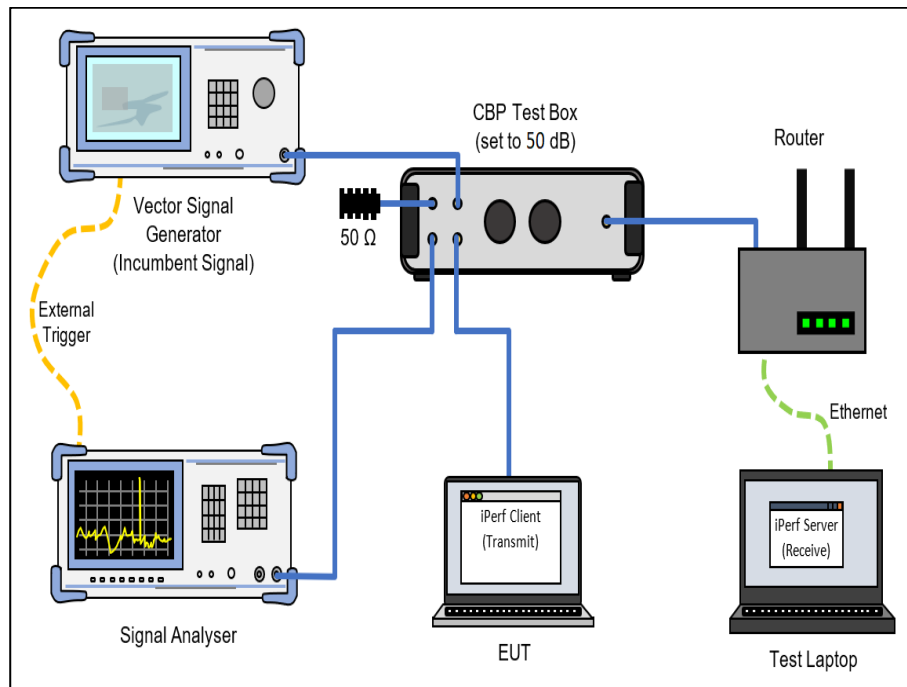 CBP Test Box
(set to 50 dB)
Router
Vector Signal
Generator
(Incumbent Signal)
50 Ω
External
Trigger
Ethernet
iPerf Client
(Transmit)
iPerf Server
(Receive)
Signal Analyser
EUT
Test Laptop